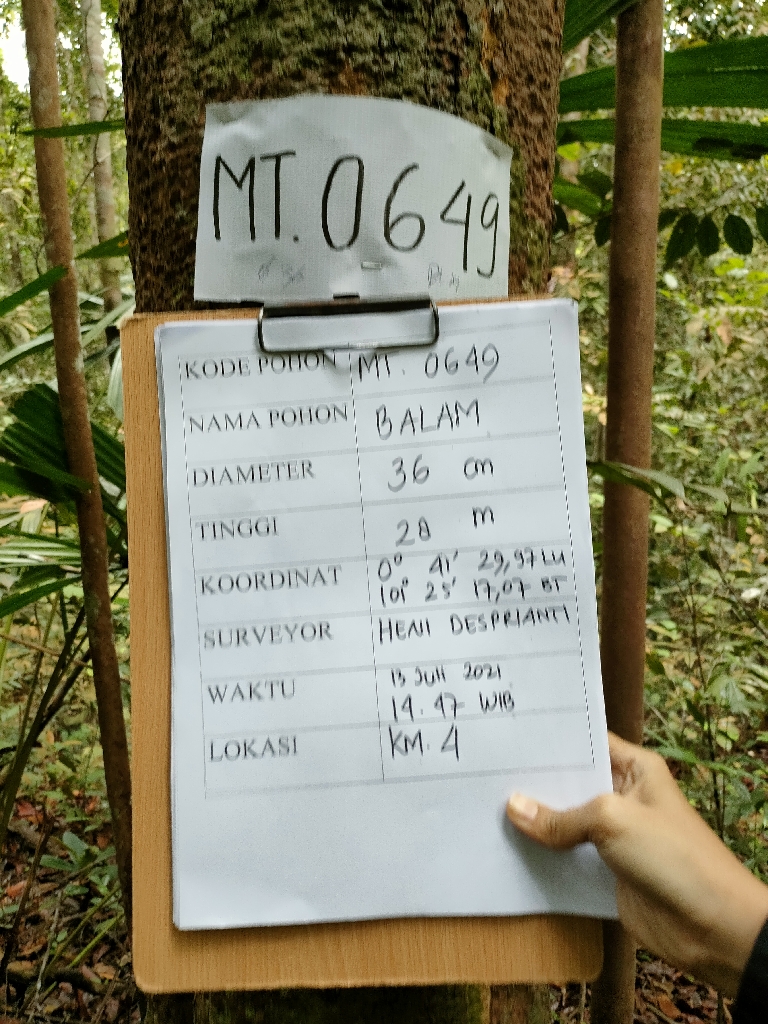 MT. 0649
KODE POHON MT. 0649
NAMA POHON BALAM
DIAMETER 36 cm
TINGGI 28 m
KOORDINAT 0° 41' 29,97 LU
101° 25' 17,07 BT
SURVEYOR HENI DESPRIANTI
WAKTU 13 Juli 2021
14.47 WIB
LOKASI KM. 4